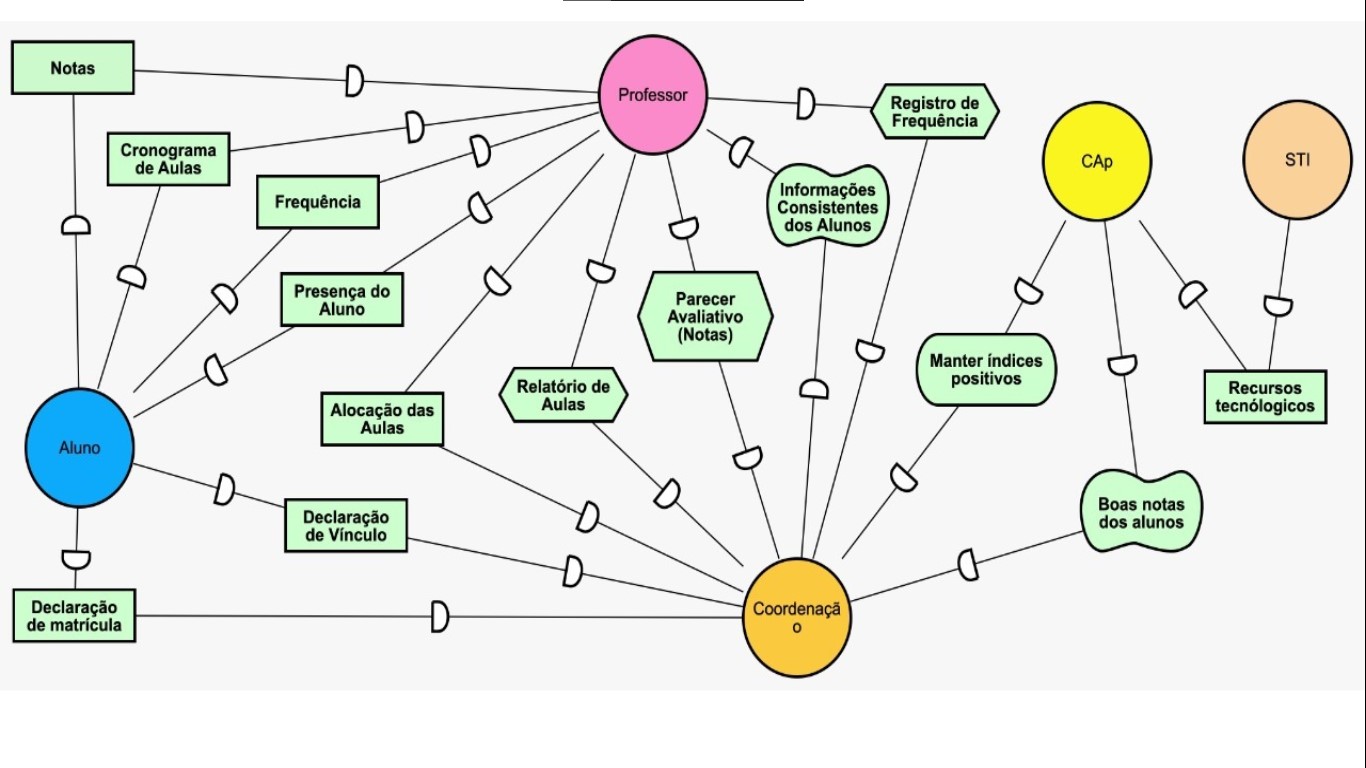 Notas
Professor
Registro de
Frequência
Cronograma
de Aulas
CAp
STI
Frequência
Informações
Consistentes
dos Alunos
Presença do
Aluno
Parecer
Avaliativo
(Notas)
Manter índices
positivos
Relatório de
Aulas
Recursos
tecnólogicos
Alocação das
Aulas
Aluno
Declaração
de Vínculo
Boas notas
dos alunos
Declaração
de matrícula
Coordenaçã
o